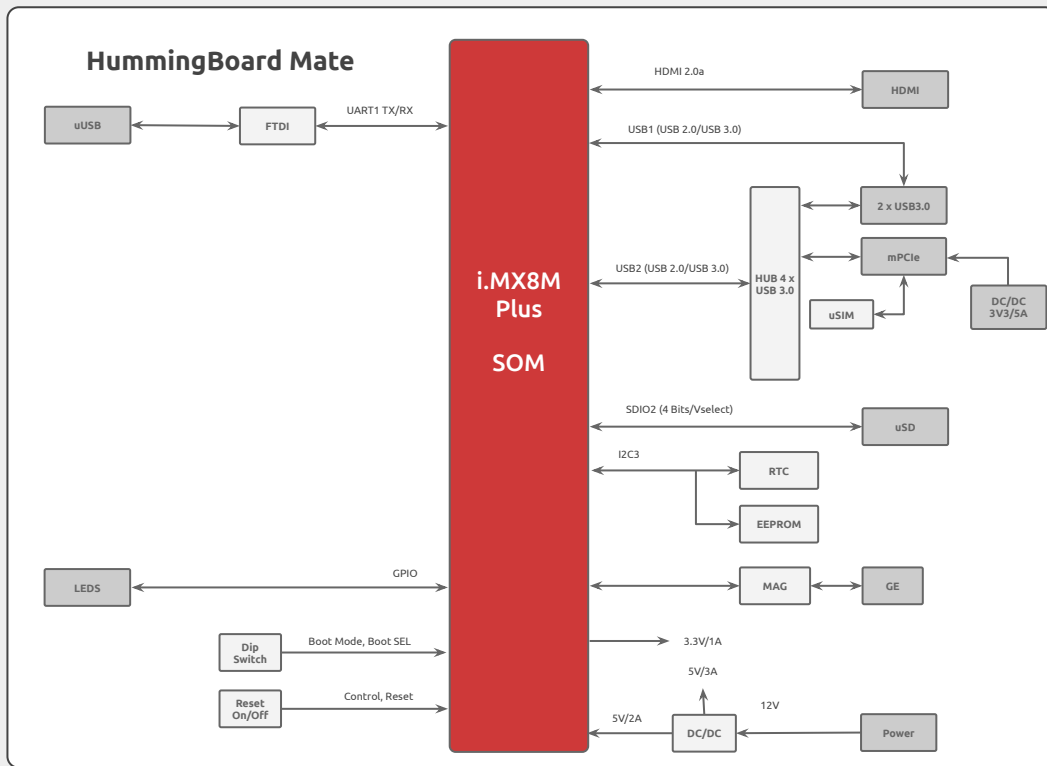 HummingBoard Mate
HDMI 2.0a
HDMI
UART1 TX/RX
uUSB
FTDI
USB1 (USB 2.0/USB 3.0)
2 x USB3.0
mPCIe
USB2 (USB 2.0/USB 3.0)
HUB 4 x
USB 3.0
uSIM
DC/DC
3V3/5A
i.MX8M
Plus
SOM
SDIO2 (4 Bits/Vselect)
uSD
I2C3
RTC
EEPROM
GPIO
LEDS
MAG
GE
Boot Mode, Boot SEL
Dip
Switch
3.3V/1A
5V/3A
Control, Reset
Reset
On/Off
12V
5V/2A
DC/DC
Power